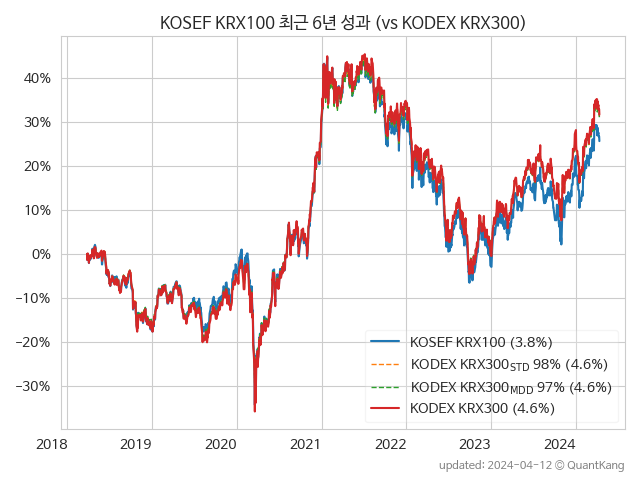 KOSEF KRX100 최근 6년 성과 (vs KODEX KRX300)
40%
30%
20%
10%
0%
−10%
−20%
−30%
KOSEF KRX100 (3.8%)
KODEX KRX300STD 98% (4.6%)
KODEX KRX300MDD 97% (4.6%)
KODEX KRX300 (4.6%)
2018 2019 2020 2021 2022 2023 2024
updated: 2024-04-12 © QuantKang